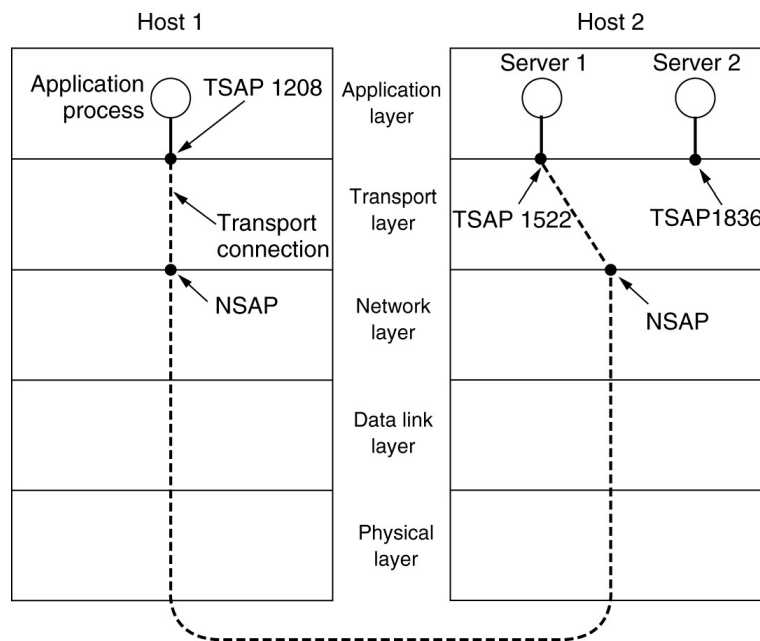 Host 1
Host 2
Application
process
TSAP 1208
Transport
connection
NSAP
Application
layer
Transport
layer
Network
layer
Data link
layer
Physical
layer
Server 1
Server 2
TSAP 1522
TSAP1836
NSAP